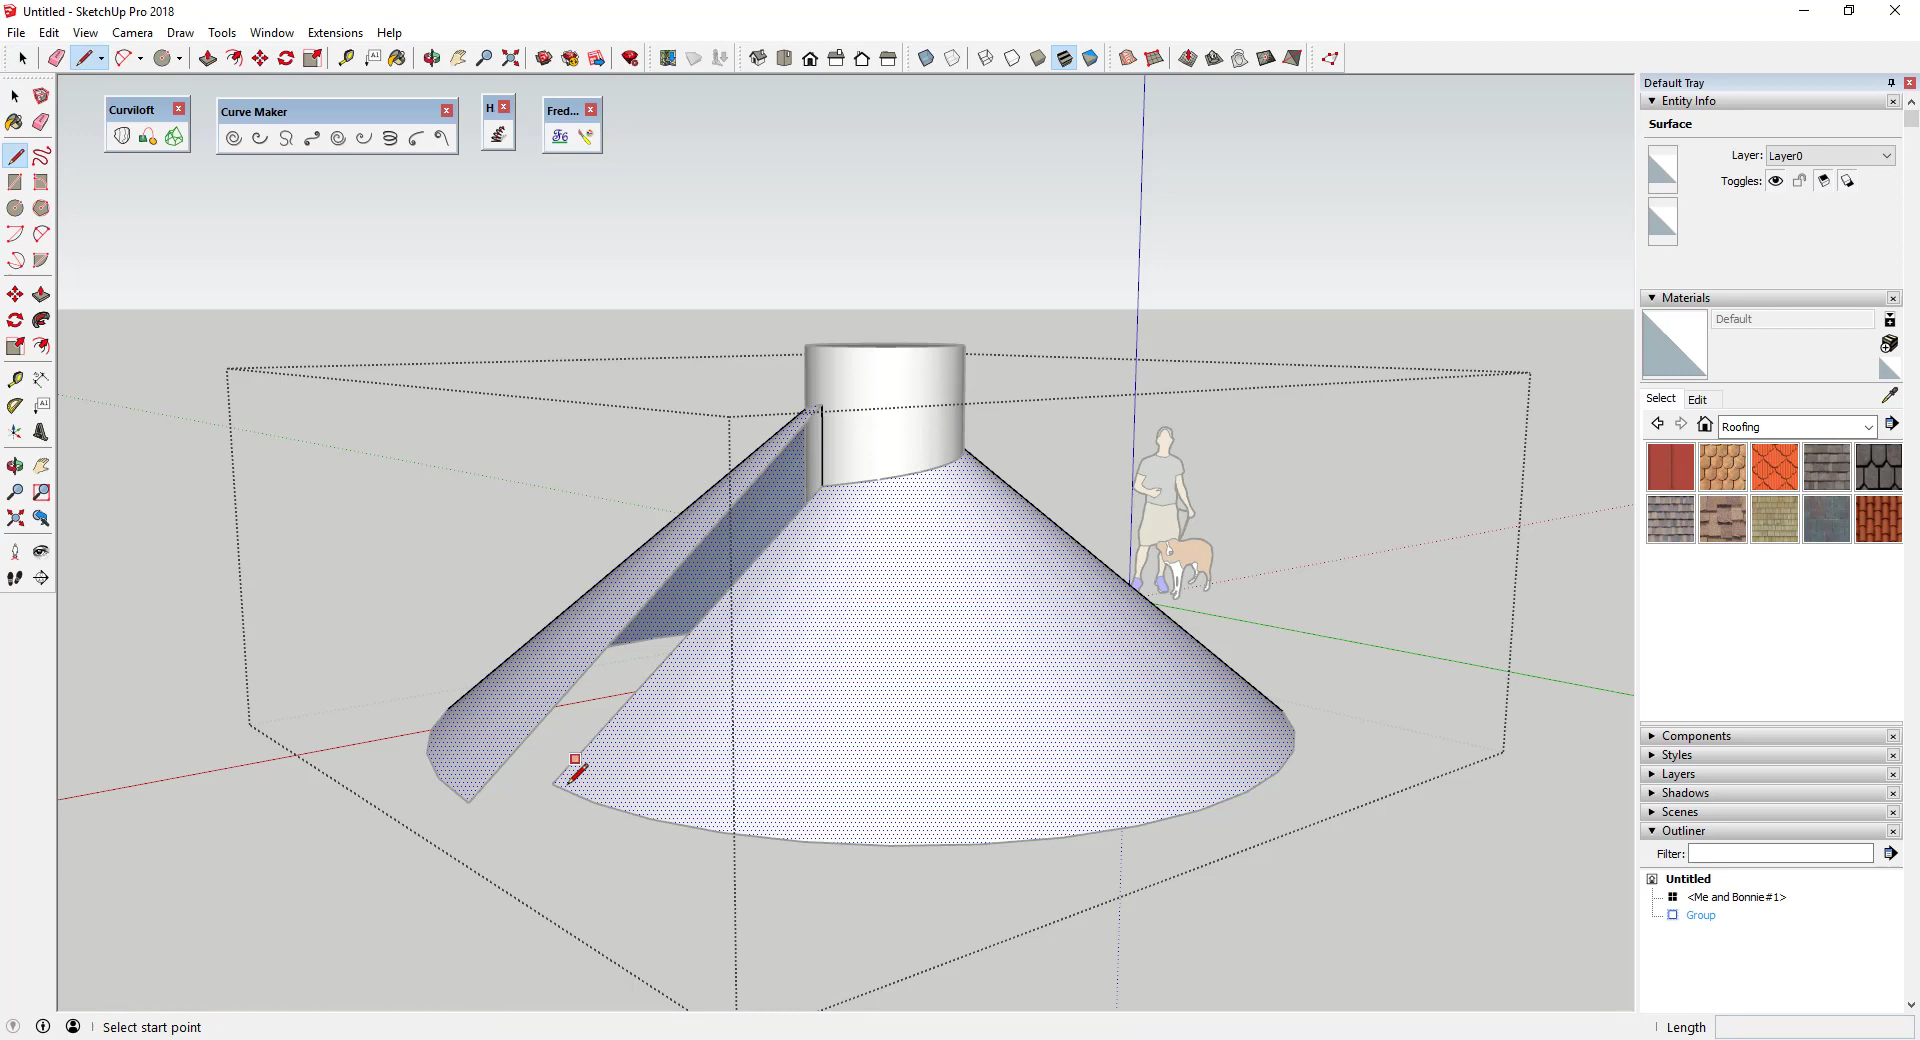 Untitled - SketchUp Pro 2018
File Edit View Camera Draw Tools Window Extensions Help
Default Tray
Entity Info
Surface
Layer: Layer0
Toggles:
Curviloft
Curve Maker
H
Fred...
Materials
Default
Select Edit
Roofing
Components
Styles
Layers
Shadows
Scenes
Outliner
Filter:
Untitled
<Me and Bonnie#1>
Group
Select start point
Length